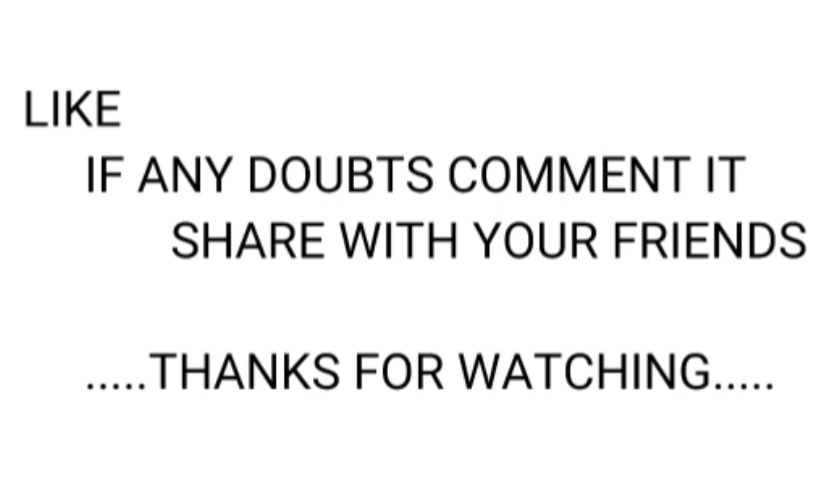 LIKE
IF ANY DOUBTS COMMENT IT
SHARE WITH YOUR FRIENDS
.....THANKS FOR WATCHING.....